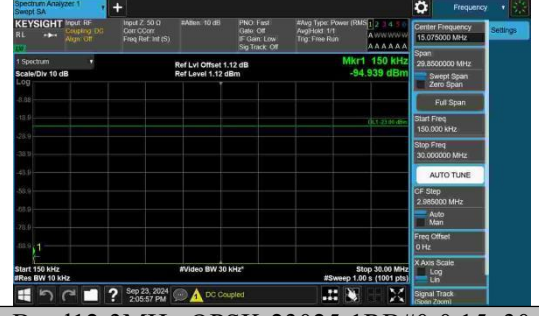 Spectrum Analyzer 1
Swept SA
Frequency
KEYSIGHT
RL
Input: RF
Coupling: DC
Align: Off
Input Z: 50 Ω
Corr CCorr
Freq Ref: Int (S)
#Atten: 10 dB
PNO: Fast
Gate: Off
IF Gain: Low
Sig Track: Off
#Avg Type: Power (RMS)
Avg|Hold: 1/1
Trig: Free Run
1 2 3 4 5 6
A W W W W W
A A A A A A
1 Spectrum
Scale/Div 10 dB
Log
Ref Lvl Offset 1.12 dB
Ref Level 1.12 dBm
Mkr1 150 kHz
-94.939 dBm
1
Start 150 kHz
#Res BW 10 kHz
#Video BW 30 kHz*
Stop 30.00 MHz
#Sweep 1.00 s (1001 pts)
Sep 23, 2024
2:05:57 PM
DC Coupled
Center Frequency
15.075000 MHz
Settings
Span
29.8500000 MHz
Swept Span
Zero Span
Full Span
Start Freq
150.000 kHz
Stop Freq
30.000000 MHz
AUTO TUNE
CF Step
2.985000 MHz
Auto
Man
Freq Offset
0 Hz
X Axis Scale
Log
Lin
Signal Track
(Span Zoom)